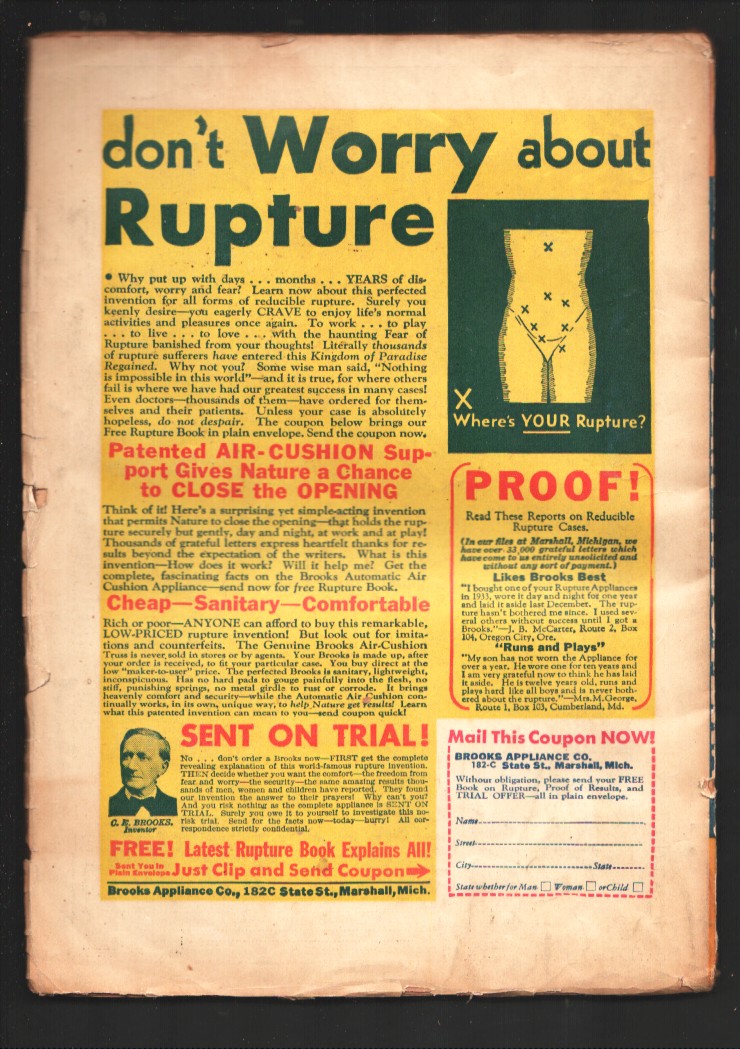 don't Worry about
Rupture
• Why put up with days . . . months . . . YEARS of dis-
comfort, worry and fear? Learn now about this perfected
invention for all forms of reducible rupture. Surely you
keenly desire—you eagerly CRAVE to enjoy life's normal
activities and pleasures once again. To work . . . to play
. . . to live . . . to love . . . with the haunting Fear of
Rupture banished from your thoughts! Literally thousands
of rupture sufferers have entered this Kingdom of Paradise
Regained. Why not you? Some wise man said, "Nothing
is impossible in this world"—and it is true, for where others
fail is where we have had our greatest success in many cases!
Even doctors—thousands of them—have ordered for them-
selves and their patients. Unless your case is absolutely
hopeless, do not despair. The coupon below brings our
Free Rupture Book in plain envelope. Send the coupon now.
Patented AIR-CUSHION Sup-
port Gives Nature a Chance
to CLOSE the OPENING
Think of it! Here's a surprising yet simple-acting invention
that permits Nature to close the opening—that holds the rup-
ture securely but gently, day and night, at work and at play!
Thousands of grateful letters express heartfelt thanks for re-
sults beyond the expectation of the writers. What is this
invention—How does it work? Will it help me? Get the
complete, fascinating facts on the Brooks Automatic Air
Cushion Appliance—send now for free Rupture Book.
Cheap—Sanitary—Comfortable
Rich or poor—ANYONE can afford to buy this remarkable,
LOW-PRICED rupture invention! But look out for imita-
tions and counterfeits. The Genuine Brooks Air-Cushion
Truss is never sold in stores or by agents. Your Brooks is made up, after
your order is received, to fit your particular case. You buy direct at the
low "maker-to-user" price. The perfected Brooks is sanitary, lightweight,
inconspicuous. Has no hard pads to gouge painfully into the flesh, no
stiff, punishing springs, no metal girdle to rust or corrode. It brings
heavenly comfort and security—while the Automatic Air Cushion con-
tinually works, in its own, unique way, to help Nature get results! Learn
what this patented invention can mean to you—send coupon quick!
C. E. BROOKS,
Inventor
SENT ON TRIAL!
No . . . don't order a Brooks now—FIRST get the complete
revealing explanation of this world-famous rupture invention.
THEN decide whether you want the comfort—the freedom from
fear and worry—the security—the same amazing results thou-
sands of men, women and children have reported. They found
our invention the answer to their prayers! Why can't you?
And you risk nothing as the complete appliance is SENT ON
TRIAL. Surely you owe it to yourself to investigate this no-
risk trial. Send for the facts now—today—hurry! All cor-
respondence strictly confidential.
FREE! Latest Rupture Book Explains All!
Sent You in
Plain Envelope
Just Clip and Send Coupon
Brooks Appliance Co., 182C State St., Marshall, Mich.
X
Where's YOUR Rupture?
PROOF!
Read These Reports on Reducible
Rupture Cases.
(In our files at Marshall, Michigan, we
have over 33,000 grateful letters which
have come to us entirely unsolicited and
without any sort of payment.)
Likes Brooks Best
"I bought one of your Rupture Appliances
in 1933, wore it day and night for one year
and laid it aside last December. The rup-
ture hasn't bothered me since. I used sev-
eral others without success until I got a
Brooks."—J. B. McCarter, Route 2, Box
104, Oregon City, Ore.
"Runs and Plays"
"My son has not worn the Appliance for
over a year. He wore one for ten years and
I am very grateful now to think he has laid
it aside. He is twelve years old, runs and
plays hard like all boys and is never both-
ered about the rupture."—Mrs. M. George,
Route 1, Box 103, Cumberland, Md.
Mail This Coupon NOW!
BROOKS APPLIANCE CO.
182-C State St., Marshall, Mich.
Without obligation, please send your FREE
Book on Rupture, Proof of Results, and
TRIAL OFFER—all in plain envelope.
Name
Street
City State
State whether for Man □ Woman □ or Child □